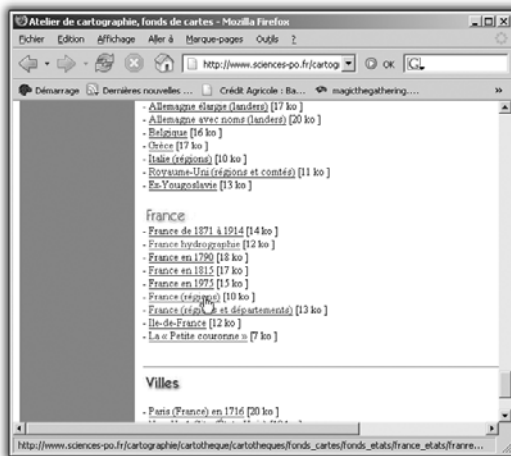 Atelier de cartographie, fonds de cartes - Mozilla Firefox
Fichier Edition Affichage Aller à Marque-pages Outils ?
http://www.sciences-po.fr/cartog OK G
Démarrage Dernières nouvelles ... Crédit Agricole : Ba... magicthegathering.... »
- Allemagne élargie (landers) [17 ko ]
- Allemagne avec noms (landers) [20 ko ]
- Belgique [16 ko ]
- Grèce [17 ko ]
- Italie (régions) [10 ko ]
- Royaume-Uni (régions et comtés) [11 ko ]
- Ex-Yougoslavie [13 ko ]
France
- France de 1871 à 1914 [14 ko ]
- France hydrographie [12 ko ]
- France en 1790 [18 ko ]
- France en 1815 [17 ko ]
- France en 1975 [15 ko ]
- France (régions) [10 ko ]
- France (régions et départements) [13 ko ]
- Ile-de-France [12 ko ]
- La « Petite couronne » [7 ko ]
Villes
- Paris (France) en 1716 [20 ko ]
http://www.sciences-po.fr/cartographie/cartotheque/cartotheques/fonds_cartes/fonds_etats/france_etats/franre...